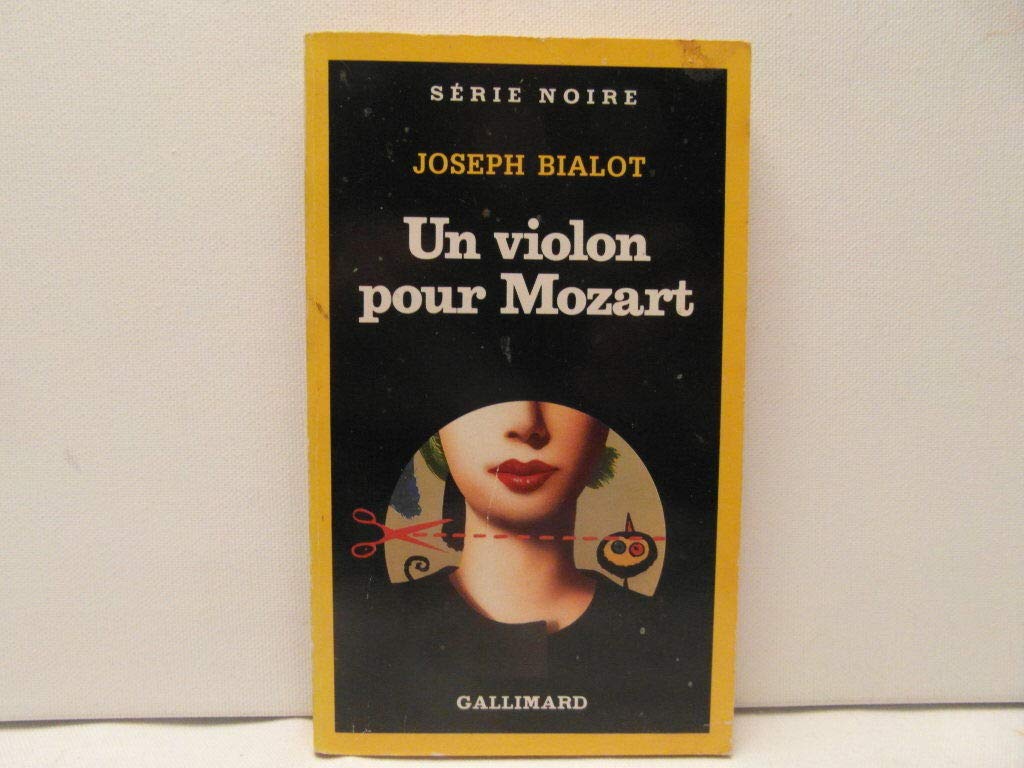 SÉRIE NOIRE
JOSEPH BIALOT
Un violon
pour Mozart
GALLIMARD